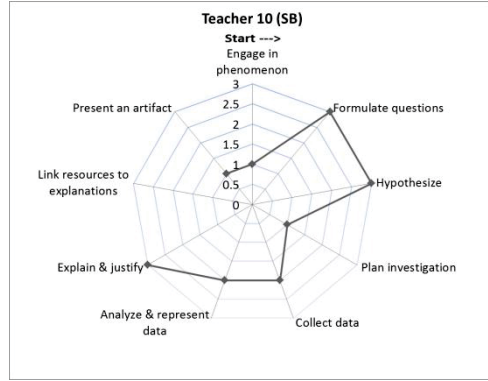 Teacher 10 (SB)
Start --->
Engage in
phenomenon
3
2.5
2
1.5
1
0.5
0
Formulate questions
Hypothesize
Plan investigation
Collect data
Analyze & represent
data
Explain & justify
Link resources to
explanations
Present an artifact